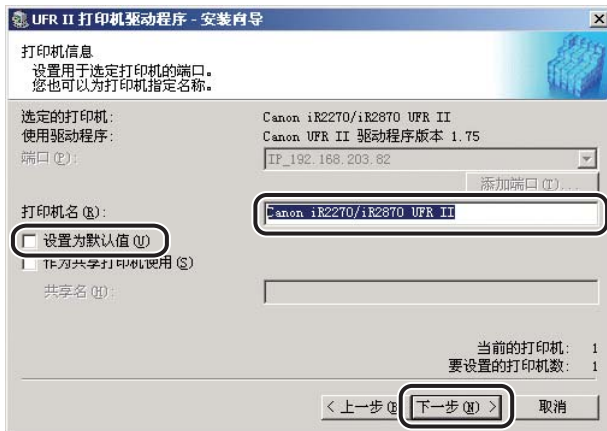 UFR II 打印机驱动程序 - 安装向导
打印机信息
设置用于选定打印机的端口。
您也可以为打印机指定名称。
选定的打印机: Canon iR2270/iR2870 UFR II
使用驱动程序: Canon UFR II 驱动程序版本 1.75
端口(P): IP_192.168.203.82
添加端口(T)...
打印机名(R): Canon iR2270/iR2870 UFR II
设置为默认值(U)
作为共享打印机使用(S)
共享名(H):
当前的打印机: 1
要设置的打印机数: 1
< 上一步(B 下一步(N) > 取消